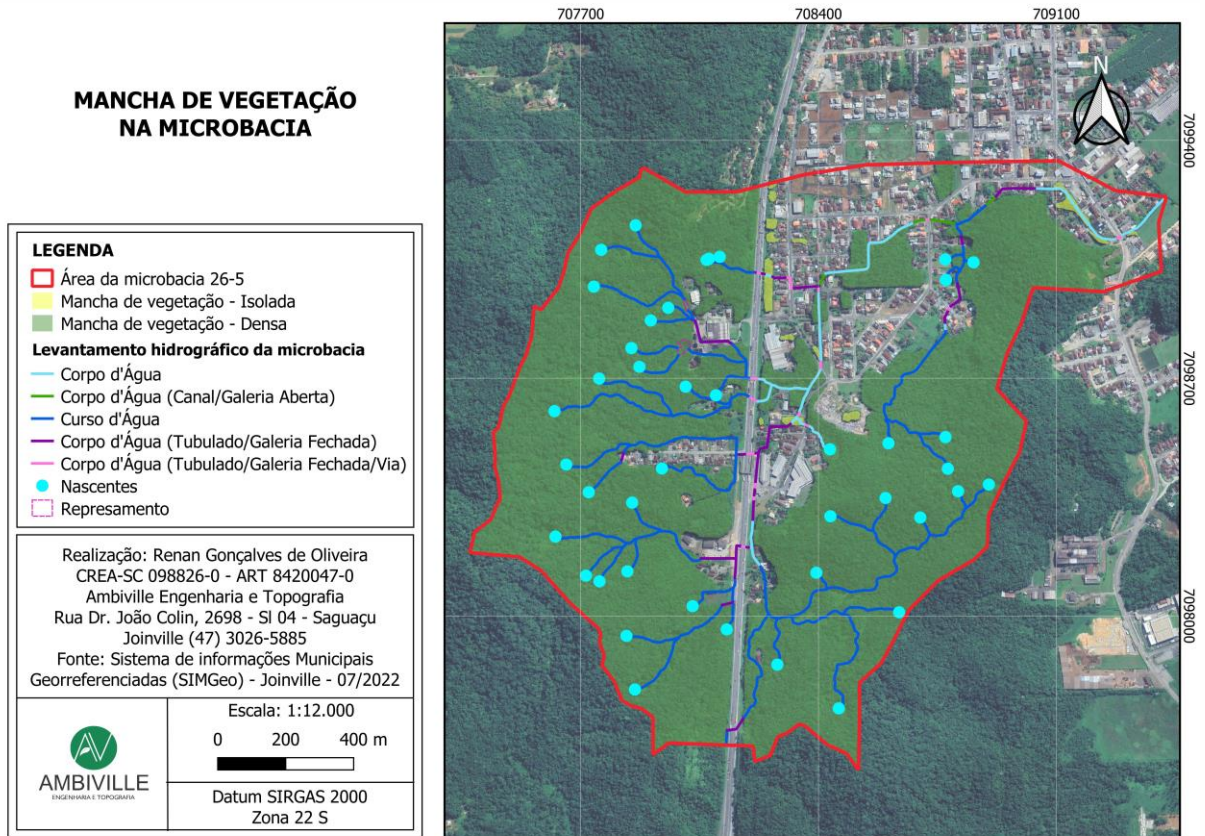 MANCHA DE VEGETAÇÃO
NA MICROBACIA
LEGENDA
Área da microbacia 26-5
Mancha de vegetação - Isolada
Mancha de vegetação - Densa
Levantamento hidrográfico da microbacia
Corpo d'Água
Corpo d'Água (Canal/Galeria Aberta)
Curso d'Água
Corpo d'Água (Tubulado/Galeria Fechada)
Corpo d'Água (Tubulado/Galeria Fechada/Via)
Nascentes
Represamento
Realização: Renan Gonçalves de Oliveira
CREA-SC 098826-0 - ART 8420047-0
Ambiville Engenharia e Topografia
Rua Dr. João Colin, 2698 - Sl 04 - Saguaçu
Joinville (47) 3026-5885
Fonte: Sistema de informações Municipais
Georreferenciadas (SIMGeo) - Joinville - 07/2022
AV
AMBIVILLE
ENGENHARIA E TOPOGRAFIA
Escala: 1:12.000
0 200 400 m
Datum SIRGAS 2000
Zona 22 S
707700 708400 709100
N
7099400
7098700
7098000